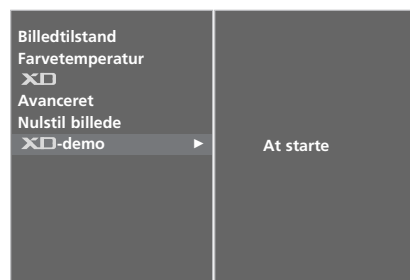 Billedtilstand
Farvetemperatur
XD
Avanceret
Nulstil billede
XD-demo ►
At starte